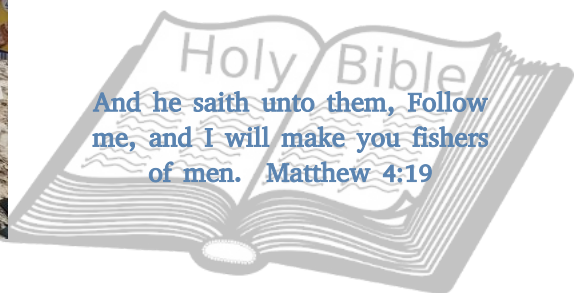 Holy Bible
And he saith unto them, Follow
me, and I will make you fishers
of men. Matthew 4:19